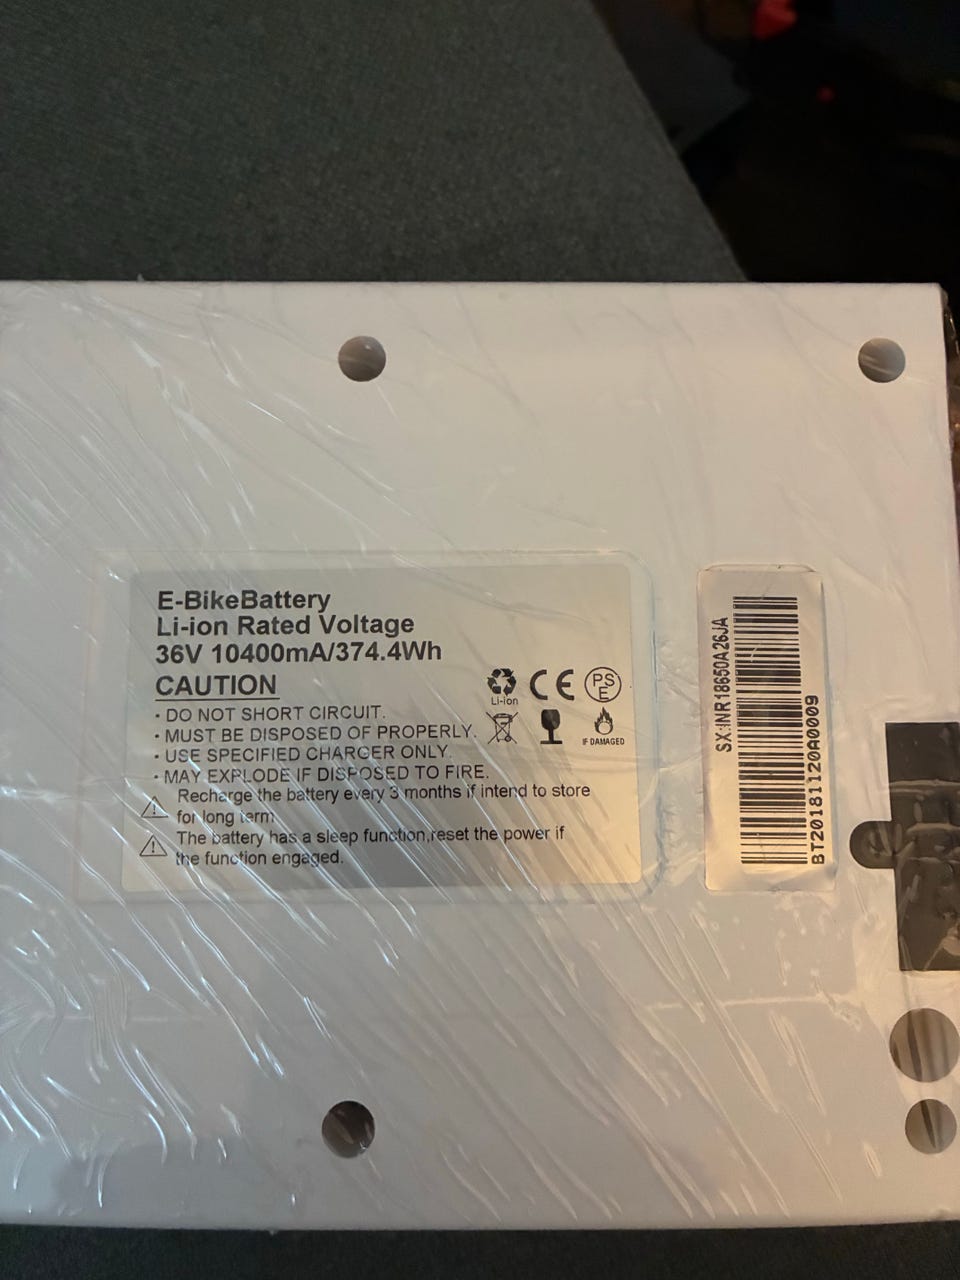 E-BikeBattery
Li-ion Rated Voltage
36V 10400mA/374.4Wh
CAUTION
· DO NOT SHORT CIRCUIT.
· MUST BE DISPOSED OF PROPERLY.
· USE SPECIFIED CHARGER ONLY.
· MAY EXPLODE IF DISPOSED TO FIRE.
Recharge the battery every 3 months if intend to store
for long term
The battery has a sleep function,reset the power if
the function engaged.
Li-ion
CE
PS
E
IF DAMAGED
SX:INR18650A26JA
BT20181120A0009